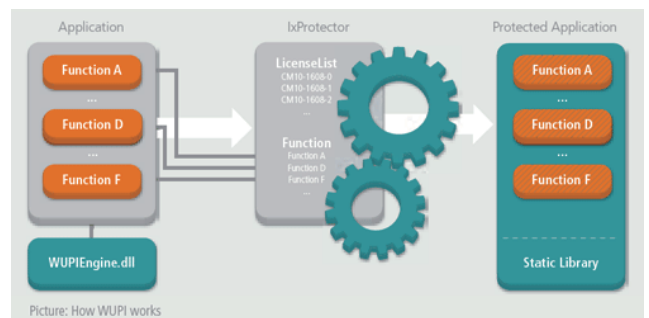 Application
IxProtector
Protected Application
Function A
...
Function D
...
Function F
WUPIEngine.dll
LicenseList
CM10-1608-0
CM10-1608-1
CM10-1608-2
...
Function
Function A
Function D
Function F
...
Function A
...
Function D
...
Function F
Static Library
Picture: How WUPI works